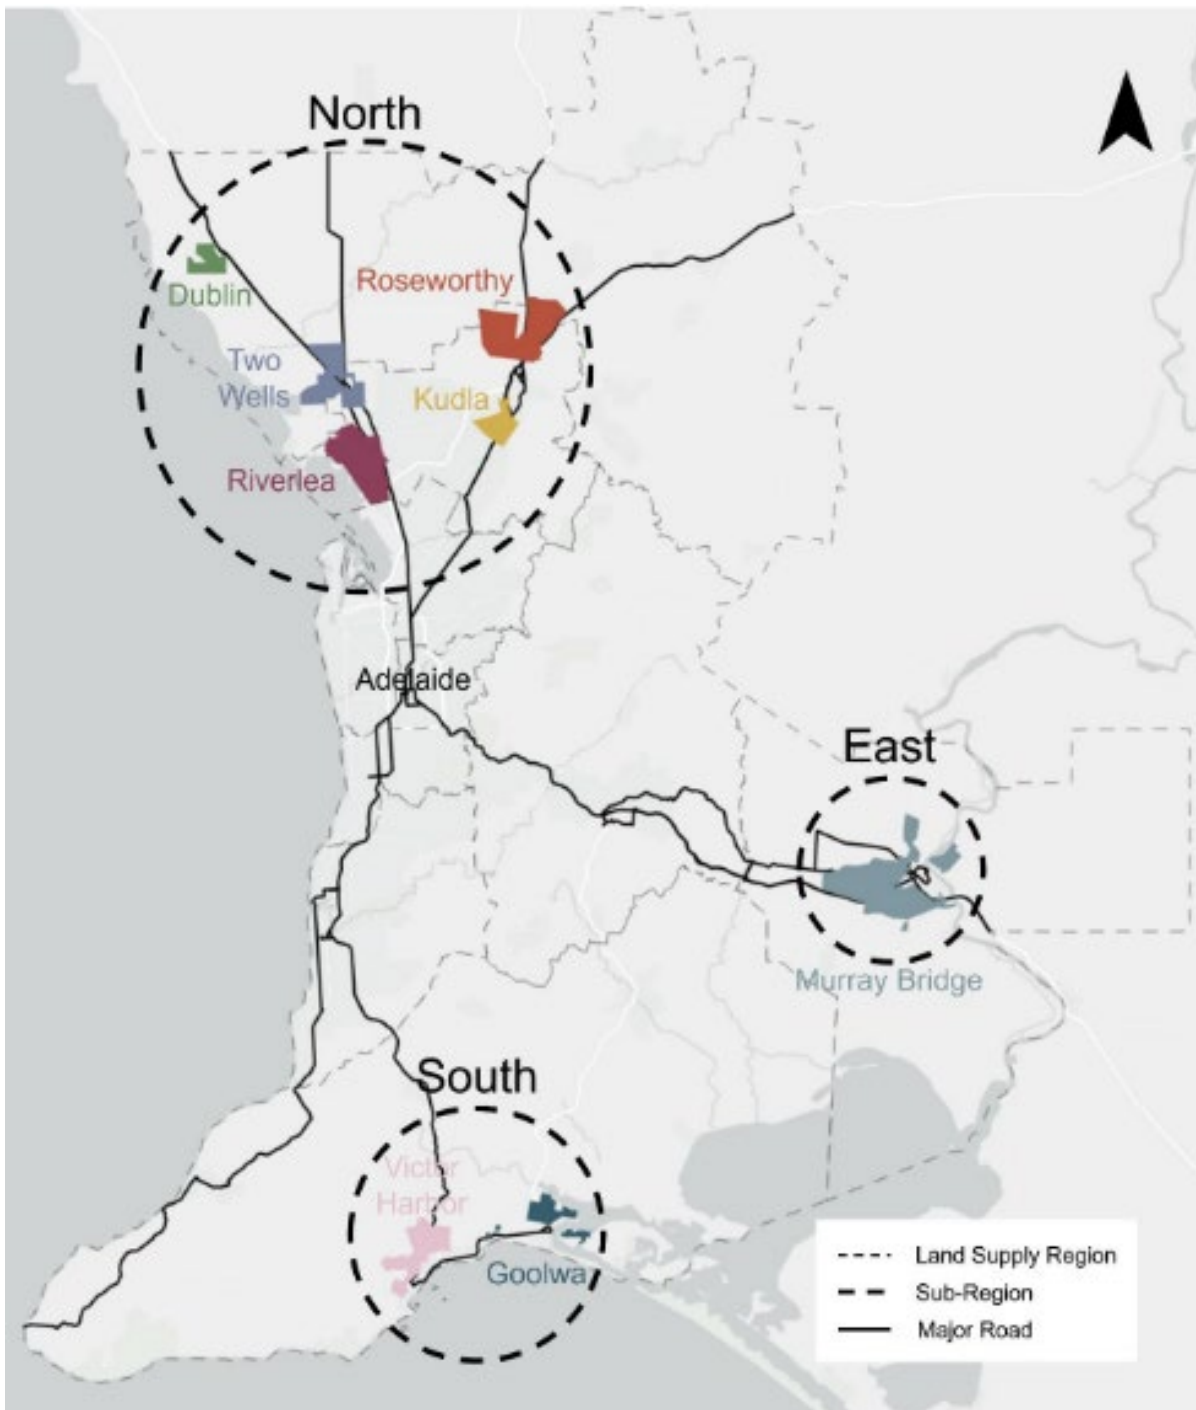 North
Roseworthy
Dublin
Two
Wells
Kudla
Riverlea
Adelaide
East
Murray Bridge
South
Victor
Harbor
Goolwa
Land Supply Region
Sub-Region
Major Road